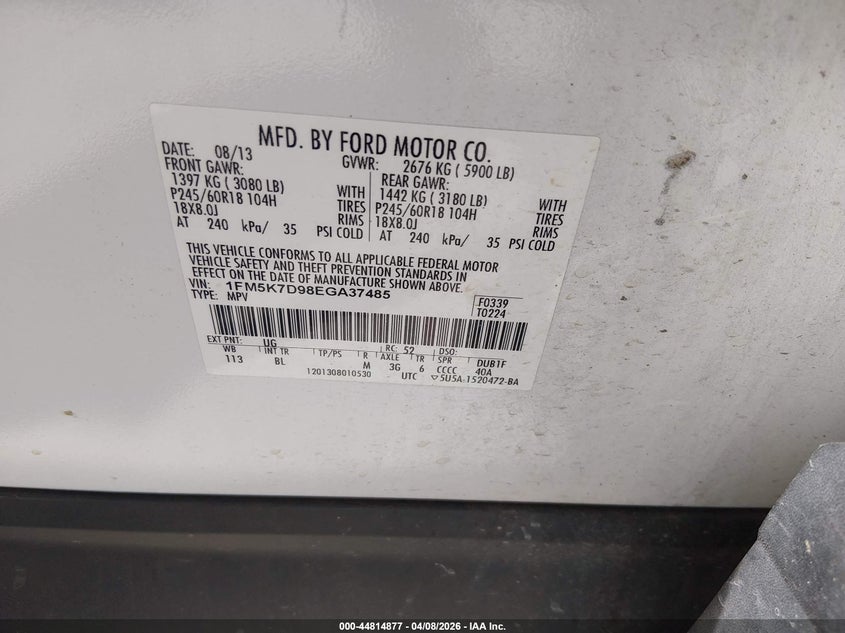 MFD. BY FORD MOTOR CO.
DATE: 08/13
GVWR: 2676 KG ( 5900 LB)
FRONT GAWR:
1397 KG ( 3080 LB) WITH
P245/60R18 104H TIRES
18X8.0J RIMS
AT 240 kPa/ 35 PSI COLD
REAR GAWR:
1442 KG ( 3180 LB) WITH
P245/60R18 104H TIRES
18X8.0J RIMS
AT 240 kPa/ 35 PSI COLD
THIS VEHICLE CONFORMS TO ALL APPLICABLE FEDERAL MOTOR
VEHICLE SAFETY AND THEFT PREVENTION STANDARDS IN
EFFECT ON THE DATE OF MANUFACTURE SHOWN ABOVE.
VIN: 1FM5K7D98EGA37485
TYPE: MPV
F0339
T0224
EXT PNT: UG RC: 52 DSO:
WB INT TR TP/PS R AXLE TR SPR DUB1F
113 BL M 3G 6 CCCC 40A
1201308010530 UTC ▽5U5A-1520472-BA
000-44814877 - 04/08/2026 - IAA Inc.